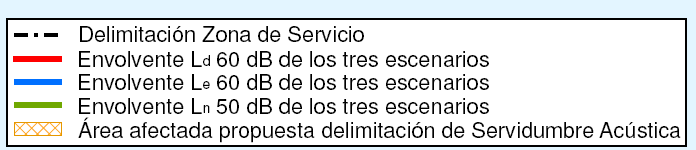 Delimitación Zona de Servicio
Envolvente Ld 60 dB de los tres escenarios
Envolvente Le 60 dB de los tres escenarios
Envolvente Ln 50 dB de los tres escenarios
Área afectada propuesta delimitación de Servidumbre Acústica